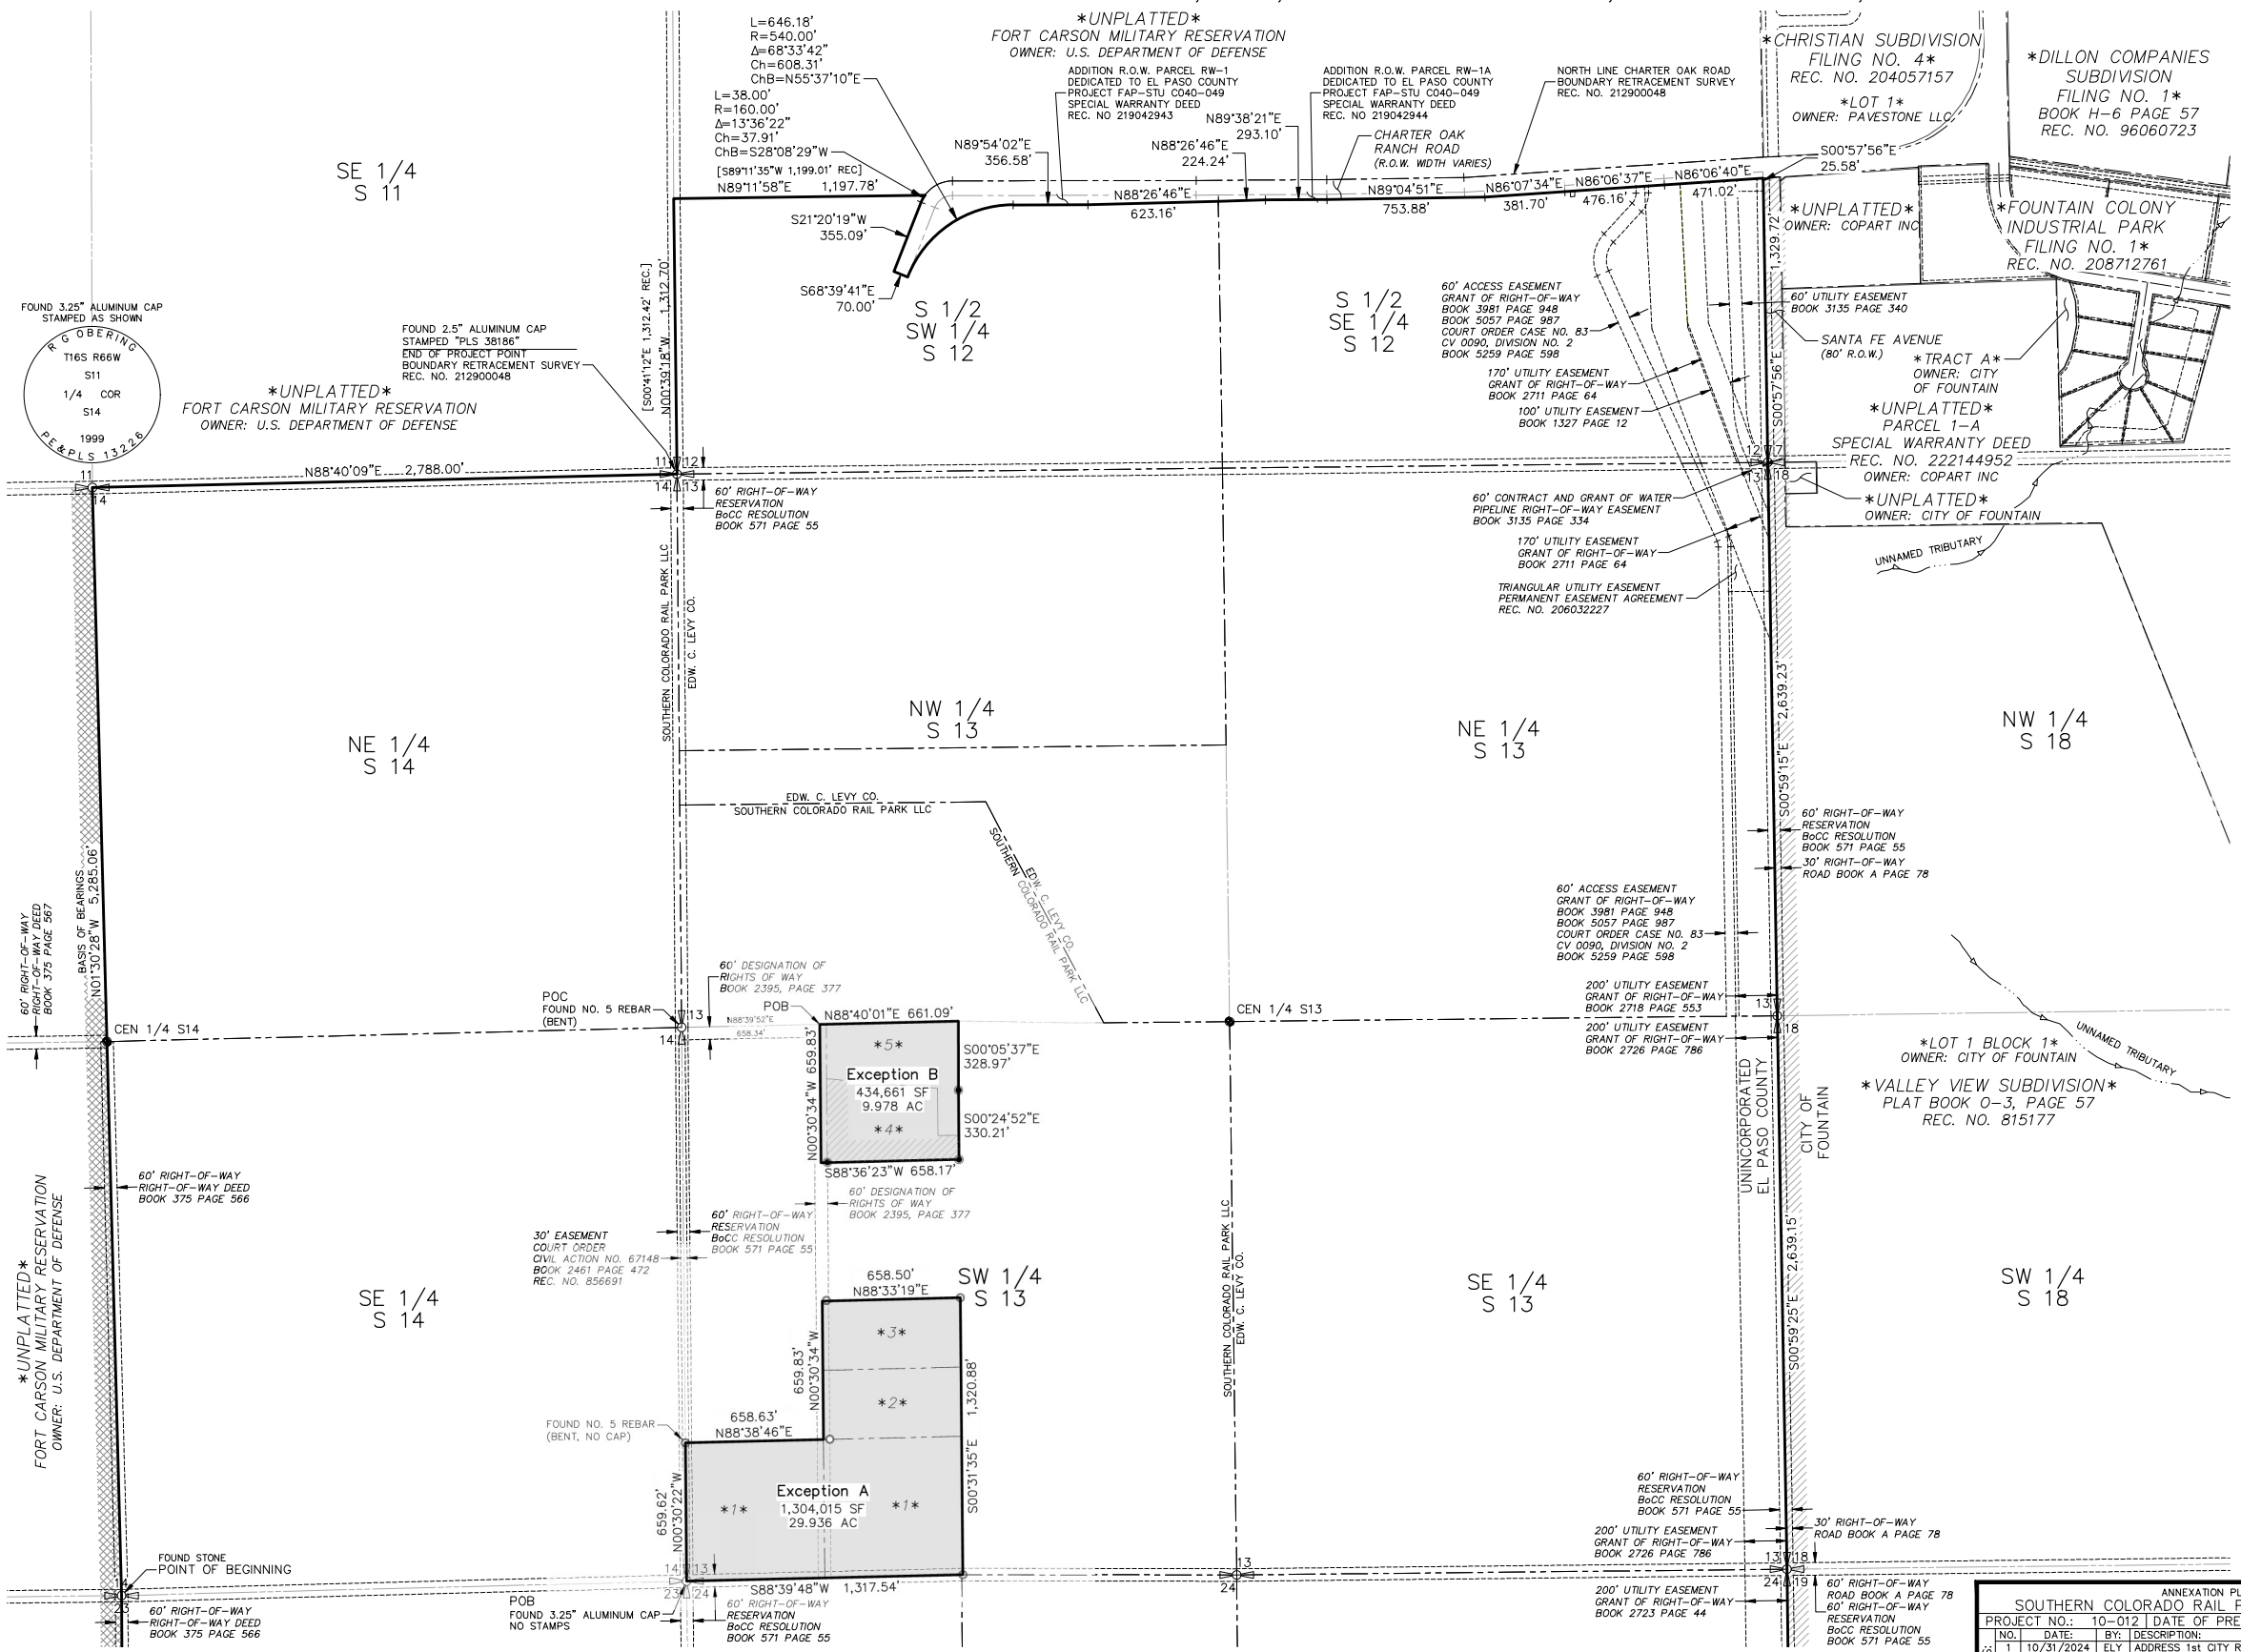 L=646.18'
R=540.00'
Δ=68°33'42"
Ch=608.31'
ChB=N55°37'10"E
*UNPLATTED*
FORT CARSON MILITARY RESERVATION
OWNER: U.S. DEPARTMENT OF DEFENSE
L=38.00'
R=160.00'
Δ=13°36'22"
Ch=37.91'
ChB=S28°08'29"W
[S89°11'35"W 1,199.01' REC]
N89°11'58"E 1,197.78'
ADDITION R.O.W. PARCEL RW-1
DEDICATED TO EL PASO COUNTY
PROJECT FAP-STU C040-049
SPECIAL WARRANTY DEED
REC. NO 219042943
ADDITION R.O.W. PARCEL RW-1A
DEDICATED TO EL PASO COUNTY
PROJECT FAP-STU C040-049
SPECIAL WARRANTY DEED
REC. NO 219042944
NORTH LINE CHARTER OAK ROAD
BOUNDARY RETRACEMENT SURVEY
REC. NO. 212900048
*CHRISTIAN SUBDIVISION
FILING NO. 4*
REC. NO. 204057157
*LOT 1*
OWNER: PAVESTONE LLC
*DILLON COMPANIES
SUBDIVISION
FILING NO. 1*
BOOK H-6 PAGE 57
REC. NO. 96060723
N89°54'02"E
356.58'
N88°26'46"E
224.24'
N89°38'21"E
293.10'
CHARTER OAK
RANCH ROAD
(R.O.W. WIDTH VARIES)
S00°57'56"E
25.58'
SE 1/4
S 11
N88°26'46"E
623.16'
N89°04'51"E
753.88'
N86°07'34"E
381.70'
N86°06'37"E
476.16'
N86°06'40"E
471.02'
S21°20'19"W
355.09'
S68°39'41"E
70.00'
*UNPLATTED*
OWNER: COPART INC
*FOUNTAIN COLONY
INDUSTRIAL PARK
FILING NO. 1*
REC. NO. 208712761
[S00°41'12"E 1,312.42' REC.]
N00°39'18"W 1,312.70'
S 1/2
SW 1/4
S 12
S 1/2
SE 1/4
S 12
60' ACCESS EASEMENT
GRANT OF RIGHT-OF-WAY
BOOK 3981 PAGE 948
BOOK 5057 PAGE 987
COURT ORDER CASE NO. 83
CV 0090, DIVISION NO. 2
BOOK 5259 PAGE 598
170' UTILITY EASEMENT
GRANT OF RIGHT-OF-WAY
BOOK 2711 PAGE 64
100' UTILITY EASEMENT
BOOK 1327 PAGE 12
1,329.72'
S00°57'56"E
60' UTILITY EASEMENT
BOOK 3135 PAGE 340
SANTA FE AVENUE
(80' R.O.W.)
*TRACT A*
OWNER: CITY
OF FOUNTAIN
*UNPLATTED*
PARCEL 1-A
SPECIAL WARRANTY DEED
REC. NO. 222144952
OWNER: COPART INC
*UNPLATTED*
OWNER: CITY OF FOUNTAIN
FOUND 3.25" ALUMINUM CAP
STAMPED AS SHOWN
R G OBERING
T16S R66W
S11
1/4 COR
S14
1999
PE&PLS 13226
FOUND 2.5" ALUMINUM CAP
STAMPED "PLS 38186"
END OF PROJECT POINT
BOUNDARY RETRACEMENT SURVEY
REC. NO. 212900048
*UNPLATTED*
FORT CARSON MILITARY RESERVATION
OWNER: U.S. DEPARTMENT OF DEFENSE
11
14
N88°40'09"E 2,788.00'
11 12
14 13
12 7
13 18
60' RIGHT-OF-WAY
RESERVATION
BoCC RESOLUTION
BOOK 571 PAGE 55
60' CONTRACT AND GRANT OF WATER
PIPELINE RIGHT-OF-WAY EASEMENT
BOOK 3135 PAGE 334
170' UTILITY EASEMENT
GRANT OF RIGHT-OF-WAY
BOOK 2711 PAGE 64
TRIANGULAR UTILITY EASEMENT
PERMANENT EASEMENT AGREEMENT
REC. NO. 206032227
UNNAMED TRIBUTARY
SOUTHERN COLORADO RAIL PARK LLC
EDW. C. LEVY CO.
NE 1/4
S 14
NW 1/4
S 13
NE 1/4
S 13
NW 1/4
S 18
S00°59'15"E 2,639.23'
EDW. C. LEVY CO.
SOUTHERN COLORADO RAIL PARK LLC
EDW. C. LEVY CO.
SOUTHERN COLORADO RAIL PARK LLC
60' RIGHT-OF-WAY
RESERVATION
BoCC RESOLUTION
BOOK 571 PAGE 55
30' RIGHT-OF-WAY
ROAD BOOK A PAGE 78
60' RIGHT-OF-WAY
RIGHT-OF-WAY DEED
BOOK 375 PAGE 567
BASIS OF BEARINGS
N01°30'28"W 5,285.06'
60' ACCESS EASEMENT
GRANT OF RIGHT-OF-WAY
BOOK 3981 PAGE 948
BOOK 5057 PAGE 987
COURT ORDER CASE NO. 83
CV 0090, DIVISION NO. 2
BOOK 5259 PAGE 598
60' DESIGNATION OF
RIGHTS OF WAY
BOOK 2395, PAGE 377
POC
FOUND NO. 5 REBAR
(BENT)
POB
N88°39'52"E
658.34'
N88°40'01"E 661.09'
CEN 1/4 S14
13
14
CEN 1/4 S13
200' UTILITY EASEMENT
GRANT OF RIGHT-OF-WAY
BOOK 2718 PAGE 553
200' UTILITY EASEMENT
GRANT OF RIGHT-OF-WAY
BOOK 2726 PAGE 786
13
18
UNNAMED TRIBUTARY
*LOT 1 BLOCK 1*
OWNER: CITY OF FOUNTAIN
*VALLEY VIEW SUBDIVISION*
PLAT BOOK O-3, PAGE 57
REC. NO. 815177
N00°30'34"W 659.83'
*5*
Exception B
434,661 SF
9.978 AC
*4*
S00°05'37"E
328.97'
S00°24'52"E
330.21'
S88°36'23"W 658.17'
UNINCORPORATED
EL PASO COUNTY
CITY OF
FOUNTAIN
60' RIGHT-OF-WAY
RIGHT-OF-WAY DEED
BOOK 375 PAGE 566
60' DESIGNATION OF
RIGHTS OF WAY
BOOK 2395, PAGE 377
60' RIGHT-OF-WAY
RESERVATION
BoCC RESOLUTION
BOOK 571 PAGE 55
30' EASEMENT
COURT ORDER
CIVIL ACTION NO. 67148
BOOK 2461 PAGE 472
REC. NO. 856691
*UNPLATTED*
FORT CARSON MILITARY RESERVATION
OWNER: U.S. DEPARTMENT OF DEFENSE
SE 1/4
S 14
658.50'
N88°33'19"E
SW 1/4
S 13
SOUTHERN COLORADO RAIL PARK LLC
EDW. C. LEVY CO.
SE 1/4
S 13
SW 1/4
S 18
S00°59'25"E 2,639.15'
*3*
659.83'
N00°30'34"W
*2*
1,320.88'
S00°31'35"E
658.63'
N88°38'46"E
FOUND NO. 5 REBAR
(BENT, NO CAP)
659.62'
N00°30'22"W
Exception A
1,304,015 SF
29.936 AC
*1*
*1*
60' RIGHT-OF-WAY
RESERVATION
BoCC RESOLUTION
BOOK 571 PAGE 55
200' UTILITY EASEMENT
GRANT OF RIGHT-OF-WAY
BOOK 2726 PAGE 786
30' RIGHT-OF-WAY
ROAD BOOK A PAGE 78
FOUND STONE
POINT OF BEGINNING
14
23
14 13
23 24
13
24
13 18
24 19
S88°39'48"W 1,317.54'
60' RIGHT-OF-WAY
RIGHT-OF-WAY DEED
BOOK 375 PAGE 566
POB
FOUND 3.25" ALUMINUM CAP
NO STAMPS
60' RIGHT-OF-WAY
RESERVATION
BoCC RESOLUTION
BOOK 571 PAGE 55
200' UTILITY EASEMENT
GRANT OF RIGHT-OF-WAY
BOOK 2723 PAGE 44
60' RIGHT-OF-WAY
ROAD BOOK A PAGE 78
60' RIGHT-OF-WAY
RESERVATION
BoCC RESOLUTION
BOOK 571 PAGE 55
ANNEXATION PL
SOUTHERN COLORADO RAIL P
PROJECT NO.: 10-012 DATE OF PRE
NO. DATE: BY: DESCRIPTION:
1 10/31/2024 ELY ADDRESS 1st CITY R